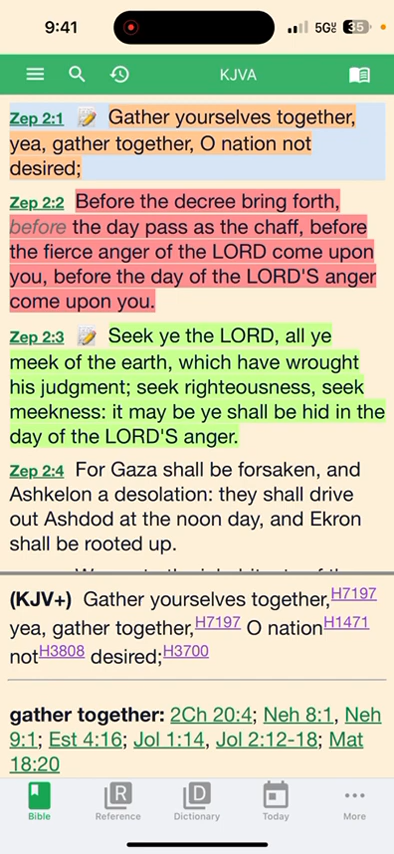 9:41
5G 35
KJVA
Zep 2:1 Gather yourselves together,
yea, gather together, O nation not
desired;
Zep 2:2 Before the decree bring forth,
before the day pass as the chaff, before
the fierce anger of the LORD come upon
you, before the day of the LORD'S anger
come upon you.
Zep 2:3 Seek ye the LORD, all ye
meek of the earth, which have wrought
his judgment; seek righteousness, seek
meekness: it may be ye shall be hid in the
day of the LORD'S anger.
Zep 2:4 For Gaza shall be forsaken, and
Ashkelon a desolation: they shall drive
out Ashdod at the noon day, and Ekron
shall be rooted up.
(KJV+) Gather yourselves together,H7197
yea, gather together,H7197 O nationH1471
notH3808 desired;H3700
gather together: 2Ch 20:4; Neh 8:1, Neh
9:1; Est 4:16; Jol 1:14, Jol 2:12-18; Mat
18:20
R D
Bible Reference Dictionary Today More